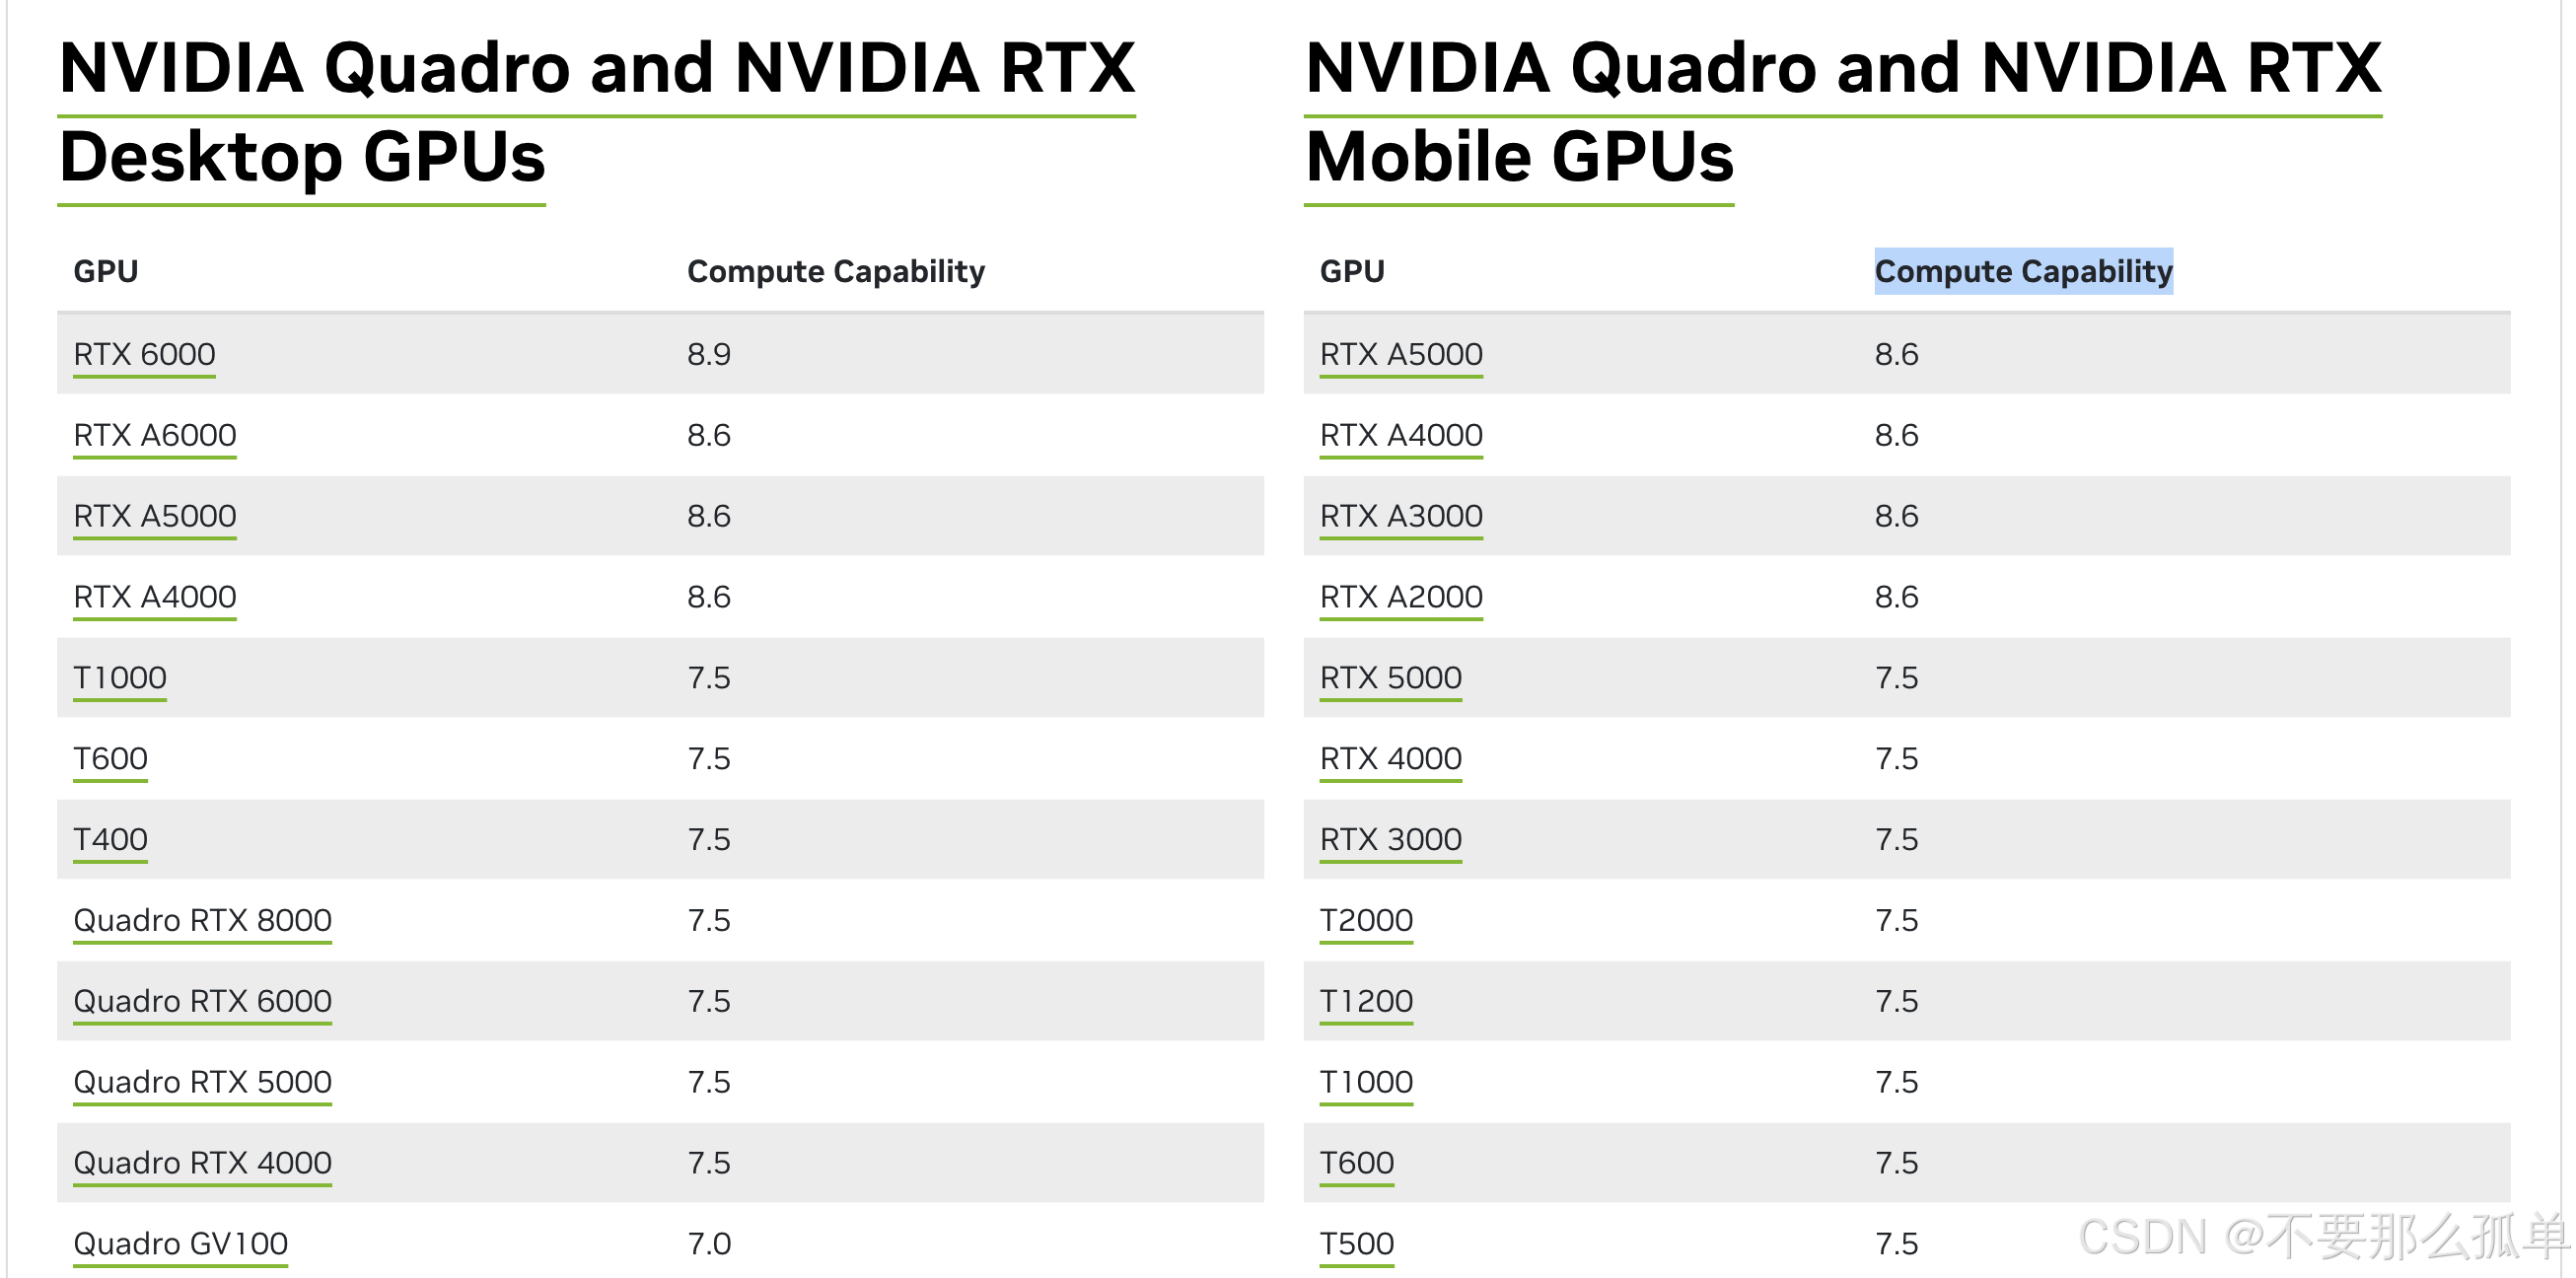 NVIDIA Quadro and NVIDIA RTX
Desktop GPUs
GPU Compute Capability
RTX 6000 8.9
RTX A6000 8.6
RTX A5000 8.6
RTX A4000 8.6
T1000 7.5
T600 7.5
T400 7.5
Quadro RTX 8000 7.5
Quadro RTX 6000 7.5
Quadro RTX 5000 7.5
Quadro RTX 4000 7.5
Quadro GV100 7.0
NVIDIA Quadro and NVIDIA RTX
Mobile GPUs
GPU Compute Capability
RTX A5000 8.6
RTX A4000 8.6
RTX A3000 8.6
RTX A2000 8.6
RTX 5000 7.5
RTX 4000 7.5
RTX 3000 7.5
T2000 7.5
T1200 7.5
T1000 7.5
T600 7.5
T500 7.5
CSDN @不要那么孤单